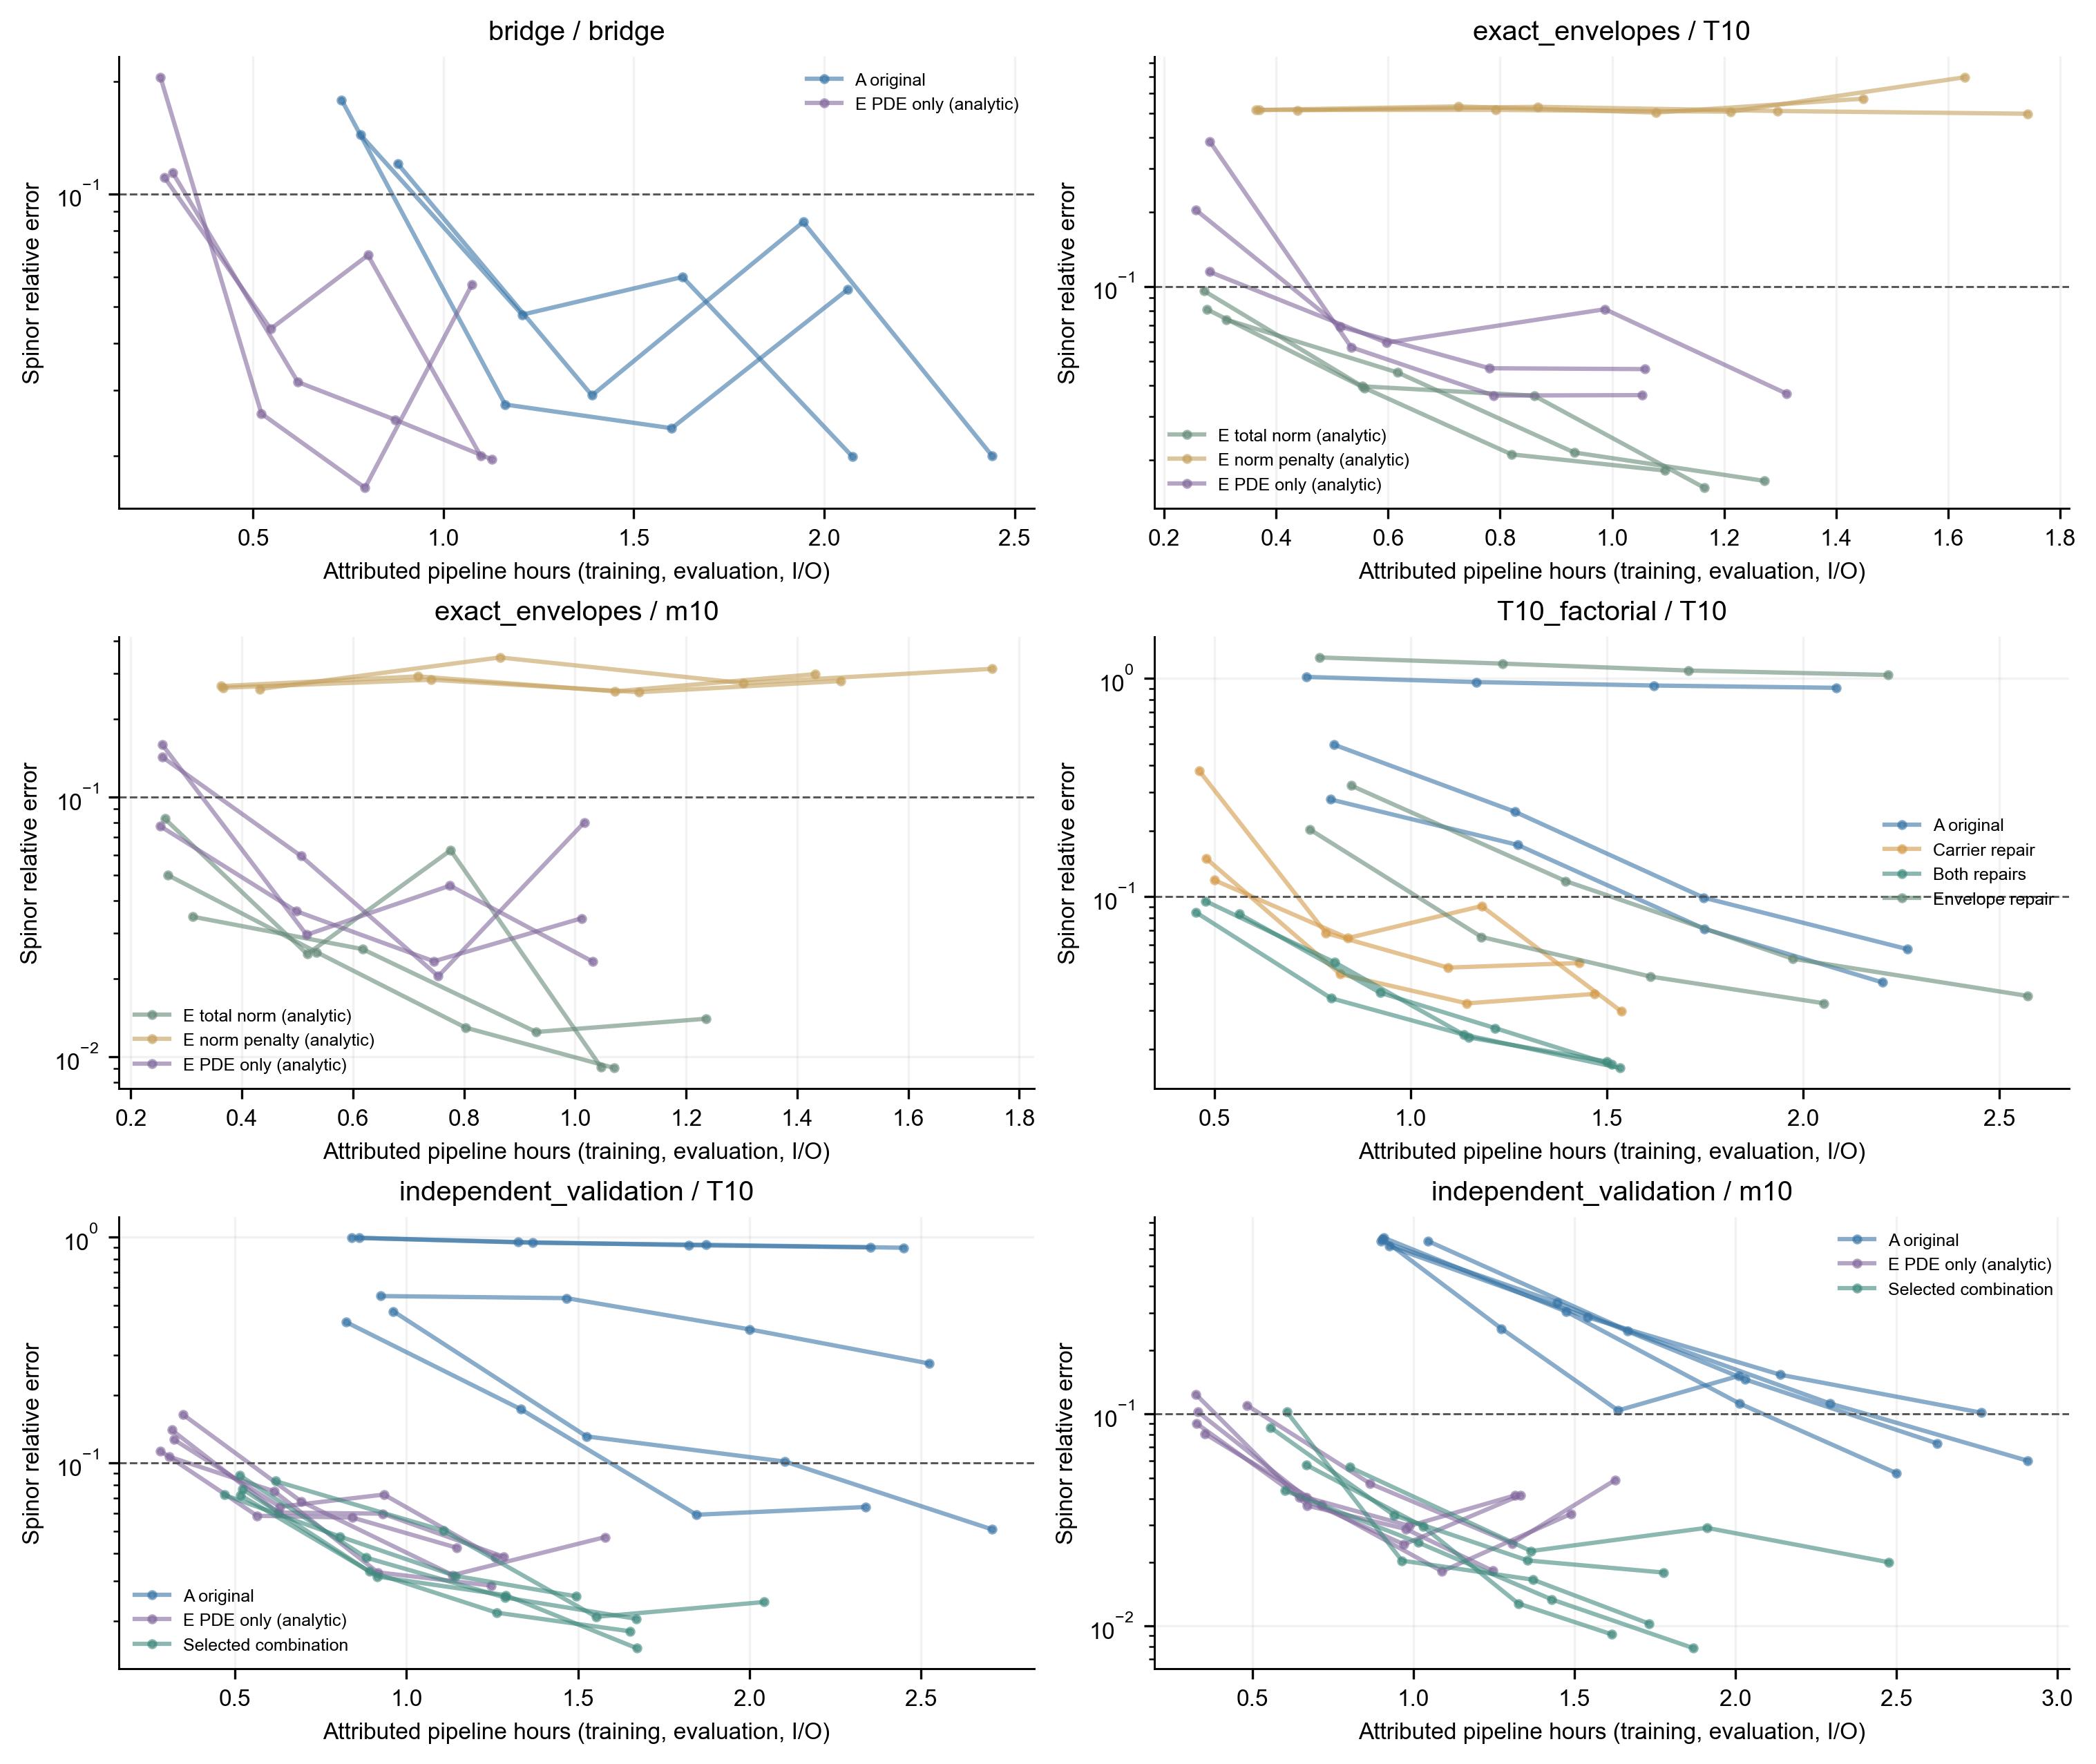 bridge / bridge
A original
E PDE only (analytic)
10−1
Spinor relative error
0.5 1.0 1.5 2.0 2.5
Attributed pipeline hours (training, evaluation, I/O)
exact_envelopes / T10
10−1
Spinor relative error
E total norm (analytic)
E norm penalty (analytic)
E PDE only (analytic)
0.2 0.4 0.6 0.8 1.0 1.2 1.4 1.6 1.8
Attributed pipeline hours (training, evaluation, I/O)
exact_envelopes / m10
10−1
Spinor relative error
E total norm (analytic)
E norm penalty (analytic)
E PDE only (analytic)
10−2
0.2 0.4 0.6 0.8 1.0 1.2 1.4 1.6 1.8
Attributed pipeline hours (training, evaluation, I/O)
T10_factorial / T10
100
Spinor relative error
A original
Carrier repair
Both repairs
Envelope repair
10−1
0.5 1.0 1.5 2.0 2.5
Attributed pipeline hours (training, evaluation, I/O)
independent_validation / T10
100
Spinor relative error
10−1
A original
E PDE only (analytic)
Selected combination
0.5 1.0 1.5 2.0 2.5
Attributed pipeline hours (training, evaluation, I/O)
independent_validation / m10
A original
E PDE only (analytic)
Selected combination
10−1
Spinor relative error
10−2
0.5 1.0 1.5 2.0 2.5 3.0
Attributed pipeline hours (training, evaluation, I/O)